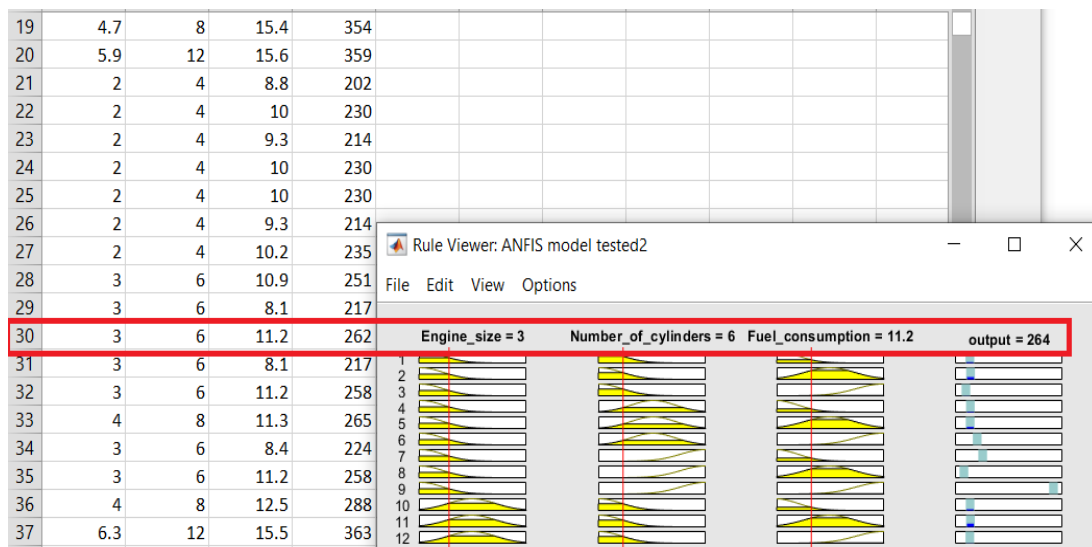 19 4.7 8 15.4 354
20 5.9 12 15.6 359
21 2 4 8.8 202
22 2 4 10 230
23 2 4 9.3 214
24 2 4 10 230
25 2 4 10 230
26 2 4 9.3 214
27 2 4 10.2 235
28 3 6 10.9 251
29 3 6 8.1 217
30 3 6 11.2 262
31 3 6 8.1 217
32 3 6 11.2 258
33 4 8 11.3 265
34 3 6 8.4 224
35 3 6 11.2 258
36 4 8 12.5 288
37 6.3 12 15.5 363
Rule Viewer: ANFIS model tested2
File Edit View Options
Engine_size = 3 Number_of_cylinders = 6 Fuel_consumption = 11.2 output = 264
1
2
3
4
5
6
7
8
9
10
11
12